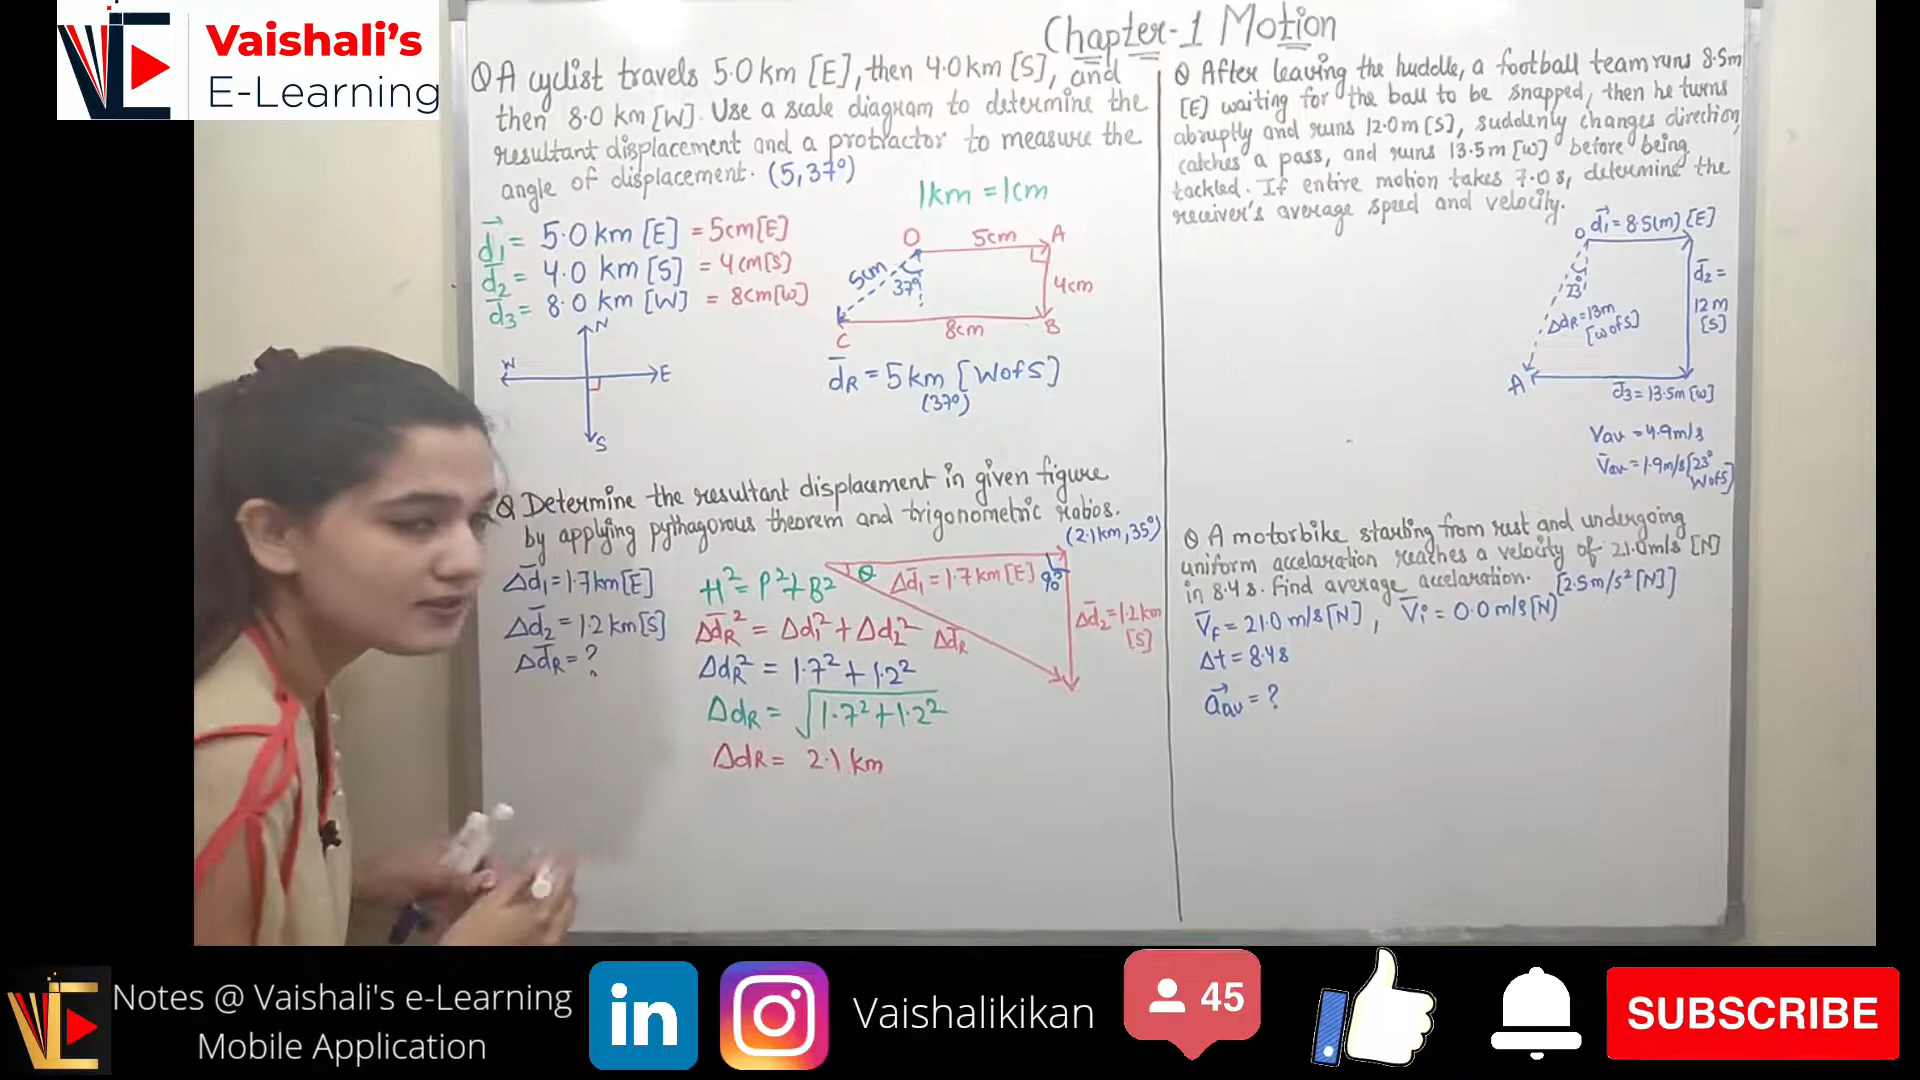 Vaishali's
E-Learning
Chapter-1 Motion
Q A cyclist travels 5.0 km [E], then 4.0 km [S], and
then 8.0 km [W]. Use a scale diagram to determine the
resultant displacement and a protractor to measure the
angle of displacement. (5, 37°)
1km = 1cm
d1 = 5.0 km [E] = 5cm[E]
d2 = 4.0 km [S] = 4cm[S]
d3 = 8.0 km [W] = 8cm[W]
N
W
E
S
O 5cm A
5cm
37°
4cm
C 8cm B
dR = 5 km [W of S]
(37°)
Q Determine the resultant displacement in given figure
by applying pythagorous theorem and trigonometric ratios.
(2.1km, 35°)
Δd1 = 1.7 km [E]
Δd2 = 1.2 km [S]
ΔdR = ?
H² = P² + B²
ΔdR² = Δd1² + Δd2²
ΔdR² = 1.7² + 1.2²
ΔdR = √1.7² + 1.2²
ΔdR = 2.1 km
θ Δd1 = 1.7 km [E] 90°
Δd2 = 1.2 km
[S]
ΔdR
Q After leaving the huddle, a football team runs 8.5m
[E] waiting for the ball to be snapped, then he turns
abruptly and runs 12.0m [S], suddenly changes direction,
catches a pass, and runs 13.5m [W] before being
tackled. If entire motion takes 7.0 s, determine the
receiver's average speed and velocity.
O d1 = 8.5(m) [E]
d2 =
12 m
[S]
23°
ΔdR = 13m
[W of S]
A
d3 = 13.5m [W]
Vav = 4.9m/s
Vav = 1.9m/s [23°
W of S]
Q A motorbike starting from rust and undergoing
uniform accelaration reaches a velocity of 21.0m/s [N]
in 8.4 s. Find average accelaration. [2.5 m/s² [N]]
Vf = 21.0 m/s [N], Vi = 0.0 m/s [N]
Δt = 8.4 s
aav = ?
Notes @ Vaishali's e-Learning
Mobile Application
in
Vaishalikikan
45
SUBSCRIBE